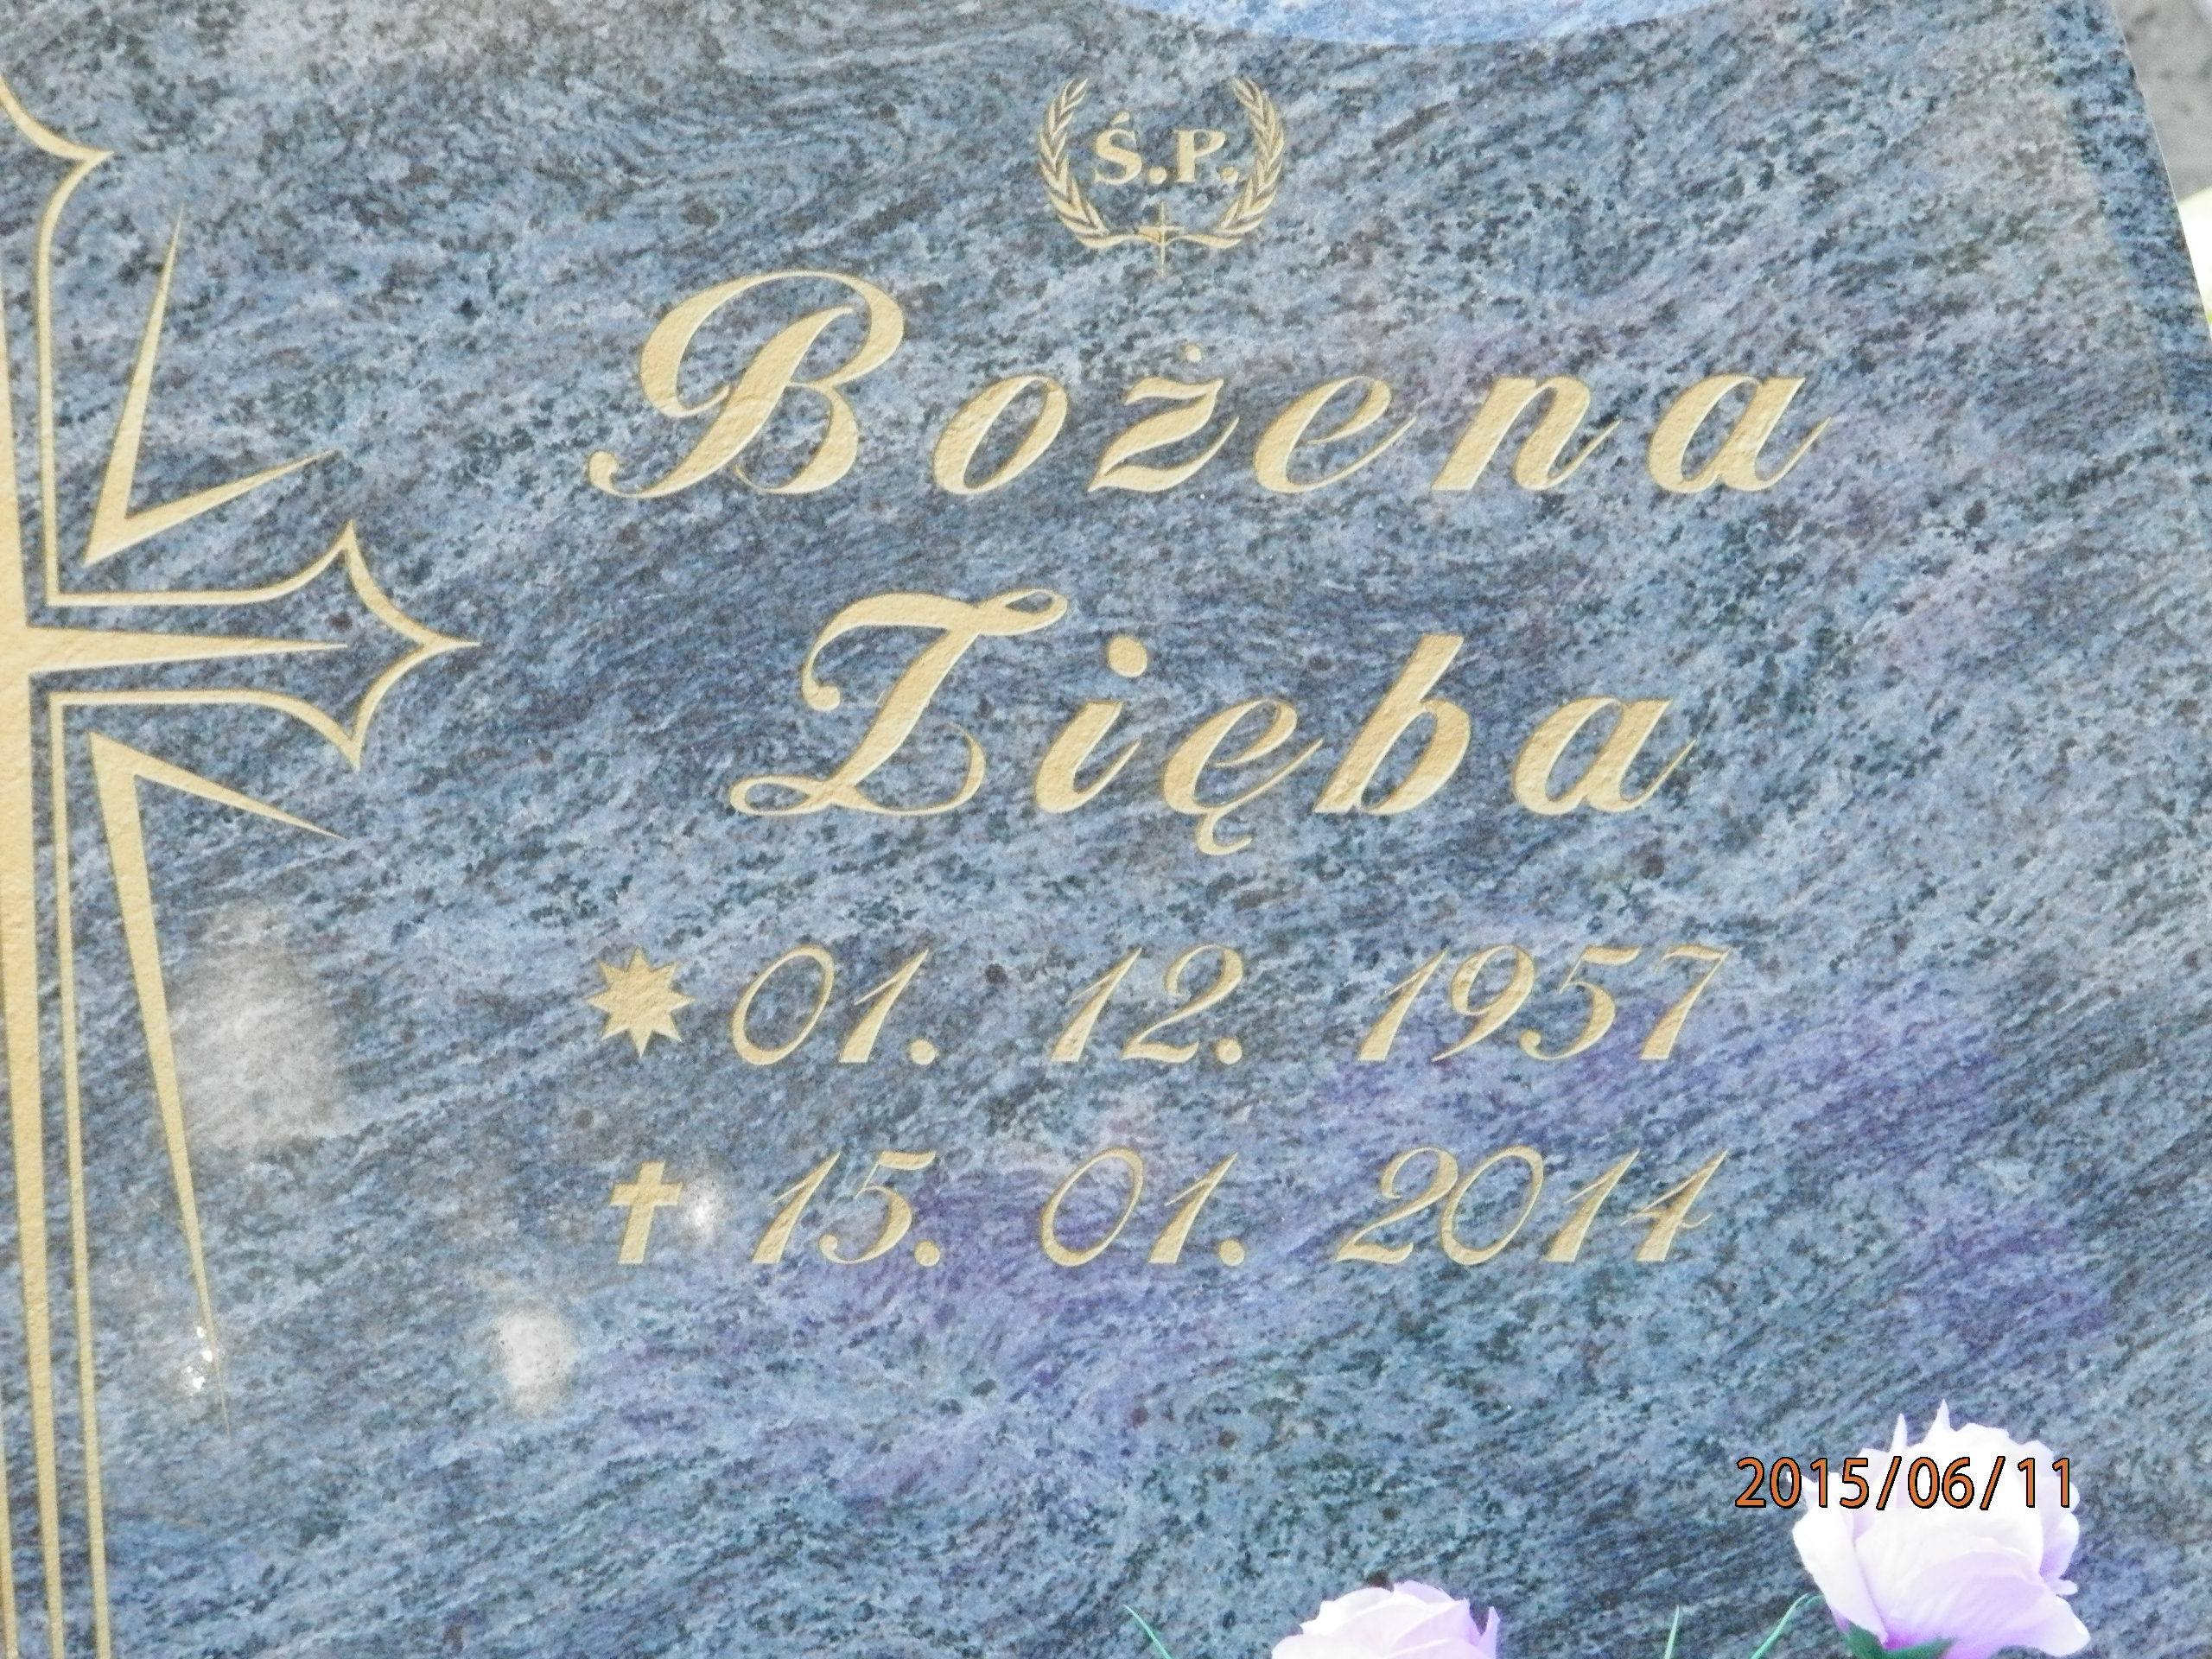 Ś.P.
Bożena
Zięba
01. 12. 1957
15. 01. 2014
2015/06/11